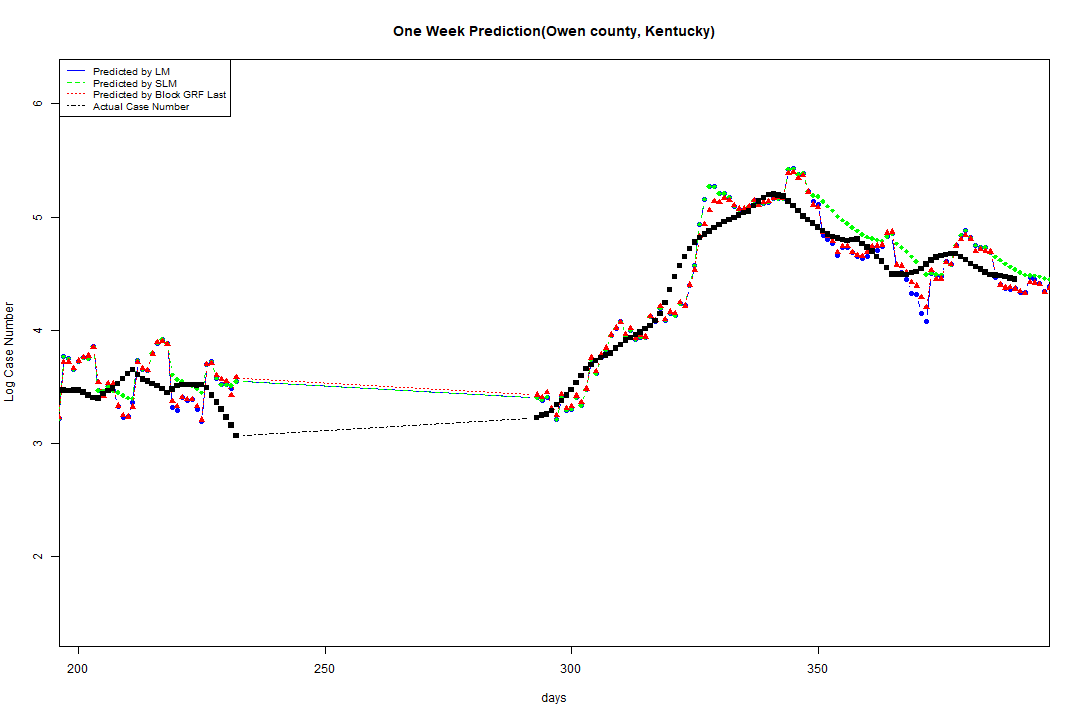 One Week Prediction(Owen county, Kentucky)
Predicted by LM
Predicted by SLM
Predicted by Block GRF Last
Actual Case Number
6
5
4
3
2
Log Case Number
200 250 300 350
days